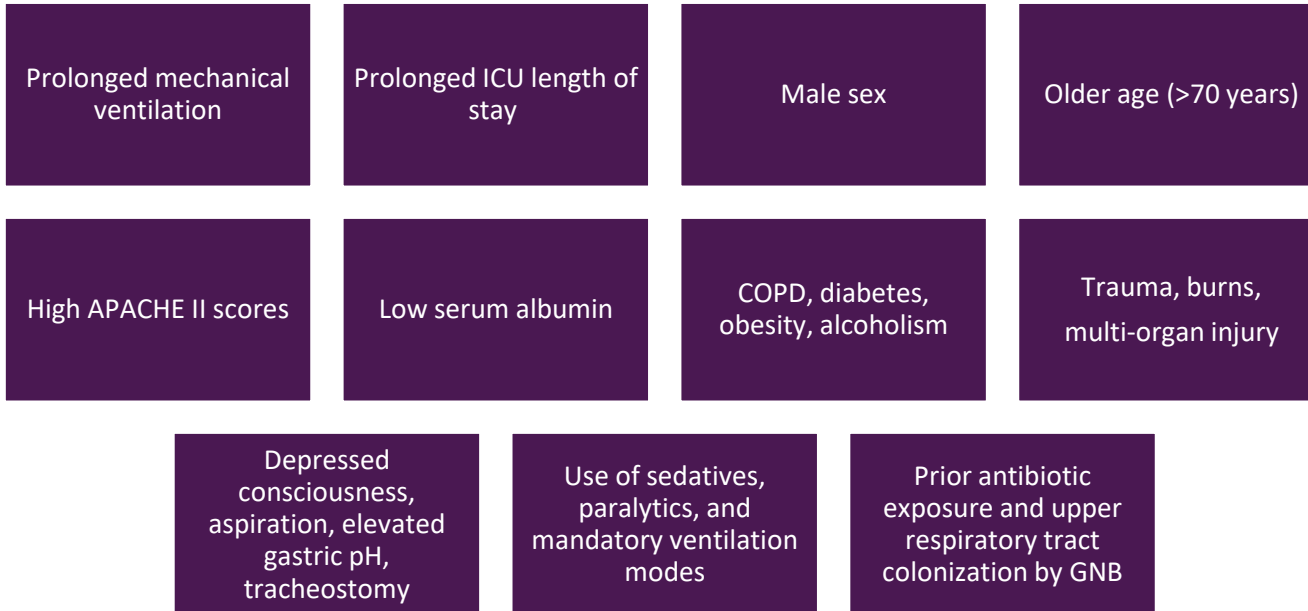 Prolonged mechanical
ventilation
Prolonged ICU length of
stay
Male sex
Older age (>70 years)
High APACHE II scores
Low serum albumin
COPD, diabetes,
obesity, alcoholism
Trauma, burns,
multi-organ injury
Depressed
consciousness,
aspiration, elevated
gastric pH,
tracheostomy
Use of sedatives,
paralytics, and
mandatory ventilation
modes
Prior antibiotic
exposure and upper
respiratory tract
colonization by GNB